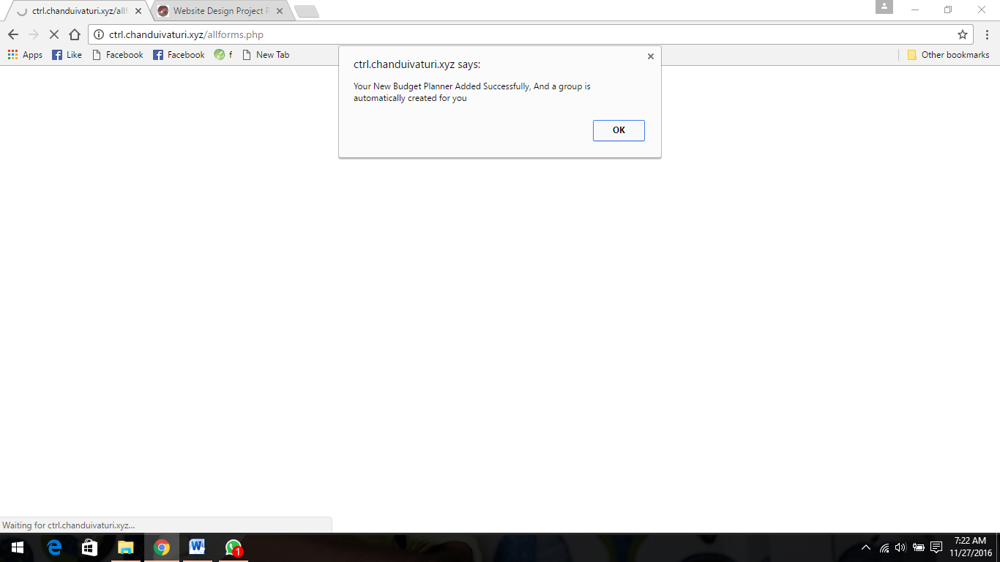 ctrl.chanduivaturi.xyz/allf
Website Design Project P
ctrl.chanduivaturi.xyz/allforms.php
Apps
Like
Facebook
Facebook
f
New Tab
Other bookmarks
ctrl.chanduivaturi.xyz says:
Your New Budget Planner Added Successfully, And a group is
automatically created for you
OK
Waiting for ctrl.chanduivaturi.xyz...
1
7:22 AM
11/27/2016